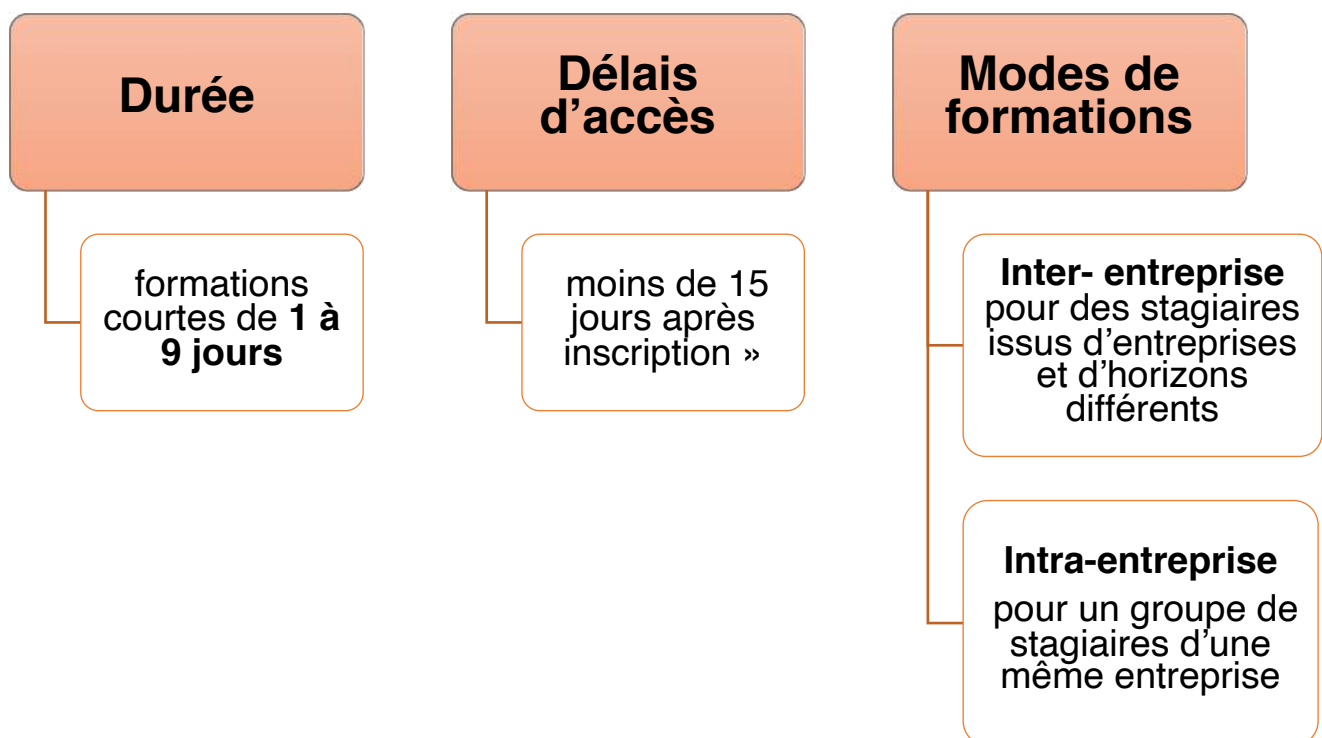 Durée
formations
courtes de 1 à
9 jours
Délais
d’accès
moins de 15
jours après
inscription »
Modes de
formations
Inter- entreprise
pour des stagiaires
issus d’entreprises
et d’horizons
différents
Intra-entreprise
pour un groupe de
stagiaires d’une
même entreprise